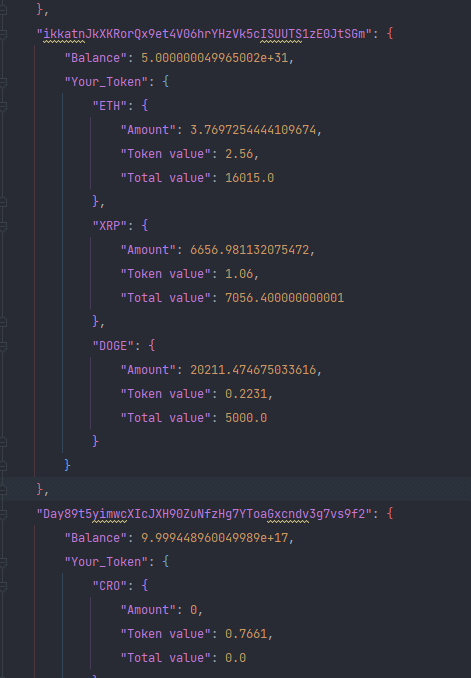 },
"ikkatnJkXKRorQx9et4V06hrYHzVk5cISUUTS1zE0JtSGm": {
"Balance": 5.000000049965002e+31,
"Your_Token": {
"ETH": {
"Amount": 3.7697254444109674,
"Token value": 2.56,
"Total value": 16015.0
},
"XRP": {
"Amount": 6656.981132075472,
"Token value": 1.06,
"Total value": 7056.400000000001
},
"DOGE": {
"Amount": 20211.474675033616,
"Token value": 0.2231,
"Total value": 5000.0
}
}
},
"Day89t5yimwcXIcJXH90ZuNfzHg7YToaGxcndv3g7vs9f2": {
"Balance": 9.999448960049989e+17,
"Your_Token": {
"CRO": {
"Amount": 0,
"Token value": 0.7661,
"Total value": 0.0
}